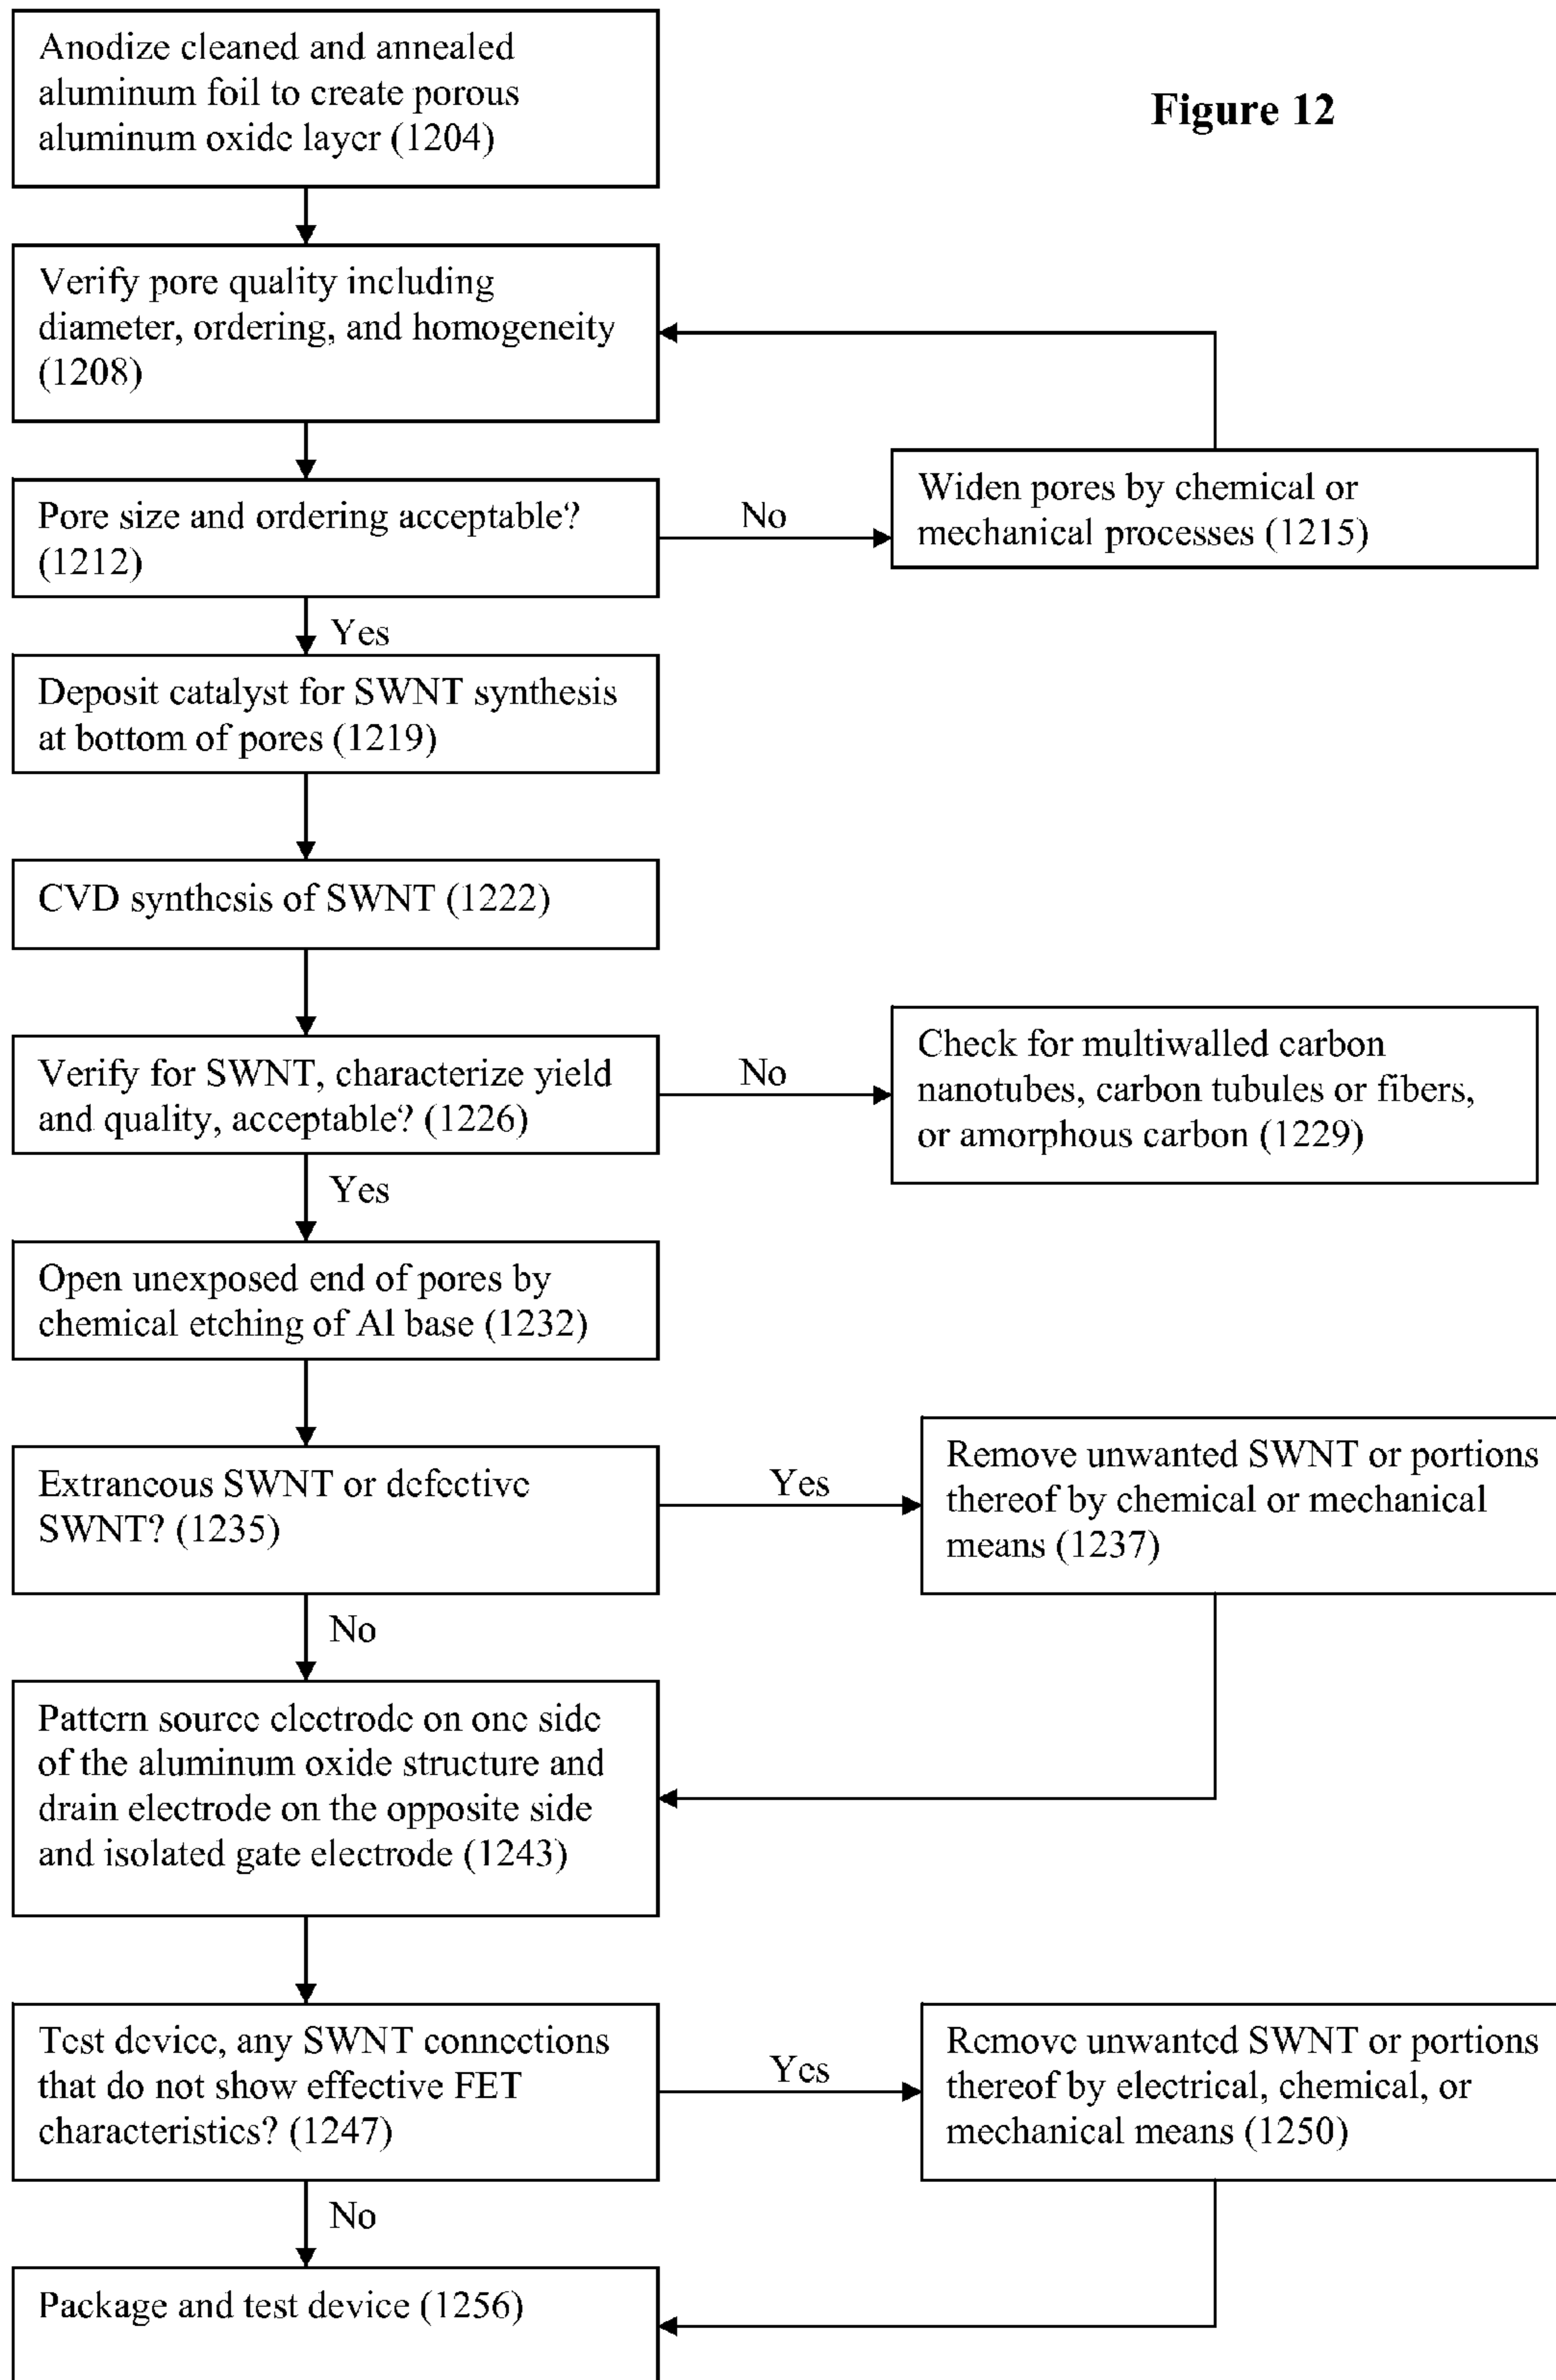 Figure 12
Anodize cleaned and annealed
aluminum foil to create porous
aluminum oxide layer (1204)
Verify pore quality including
diameter, ordering, and homogeneity
(1208)
Pore size and ordering acceptable?
(1212)
No
Widen pores by chemical or
mechanical processes (1215)
Yes
Deposit catalyst for SWNT synthesis
at bottom of pores (1219)
CVD synthesis of SWNT (1222)
Verify for SWNT, characterize yield
and quality, acceptable? (1226)
No
Check for multiwalled carbon
nanotubes, carbon tubules or fibers,
or amorphous carbon (1229)
Yes
Open unexposed end of pores by
chemical etching of Al base (1232)
Extraneous SWNT or defective
SWNT? (1235)
Yes
Remove unwanted SWNT or portions
thereof by chemical or mechanical
means (1237)
No
Pattern source electrode on one side
of the aluminum oxide structure and
drain electrode on the opposite side
and isolated gate electrode (1243)
Test device, any SWNT connections
that do not show effective FET
characteristics? (1247)
Yes
Remove unwanted SWNT or portions
thereof by electrical, chemical, or
mechanical means (1250)
No
Package and test device (1256)